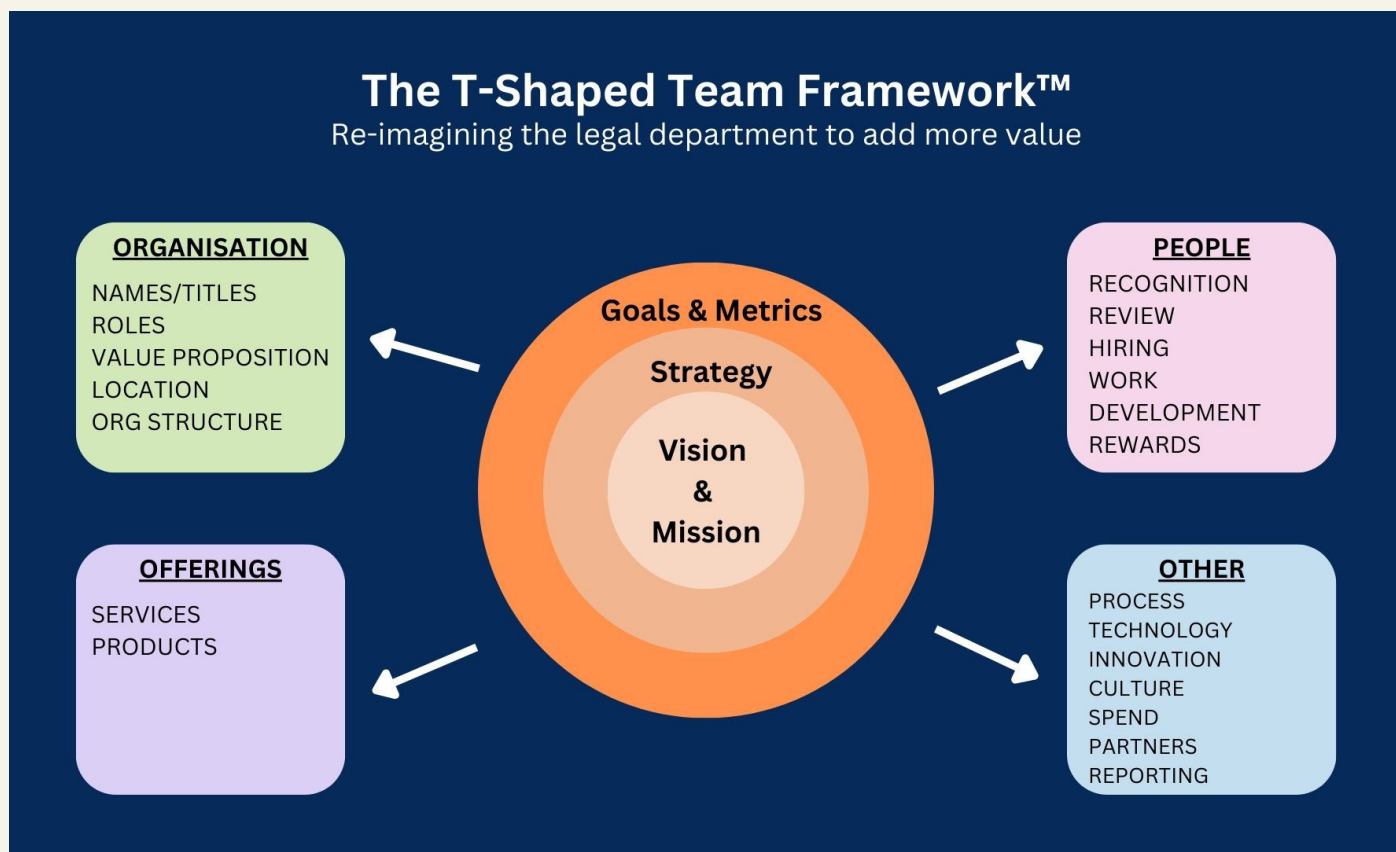 The T-Shaped Team Framework™
Re-imagining the legal department to add more value
ORGANISATION
NAMES/TITLES
ROLES
VALUE PROPOSITION
LOCATION
ORG STRUCTURE
Goals & Metrics
Strategy
Vision
&
Mission
PEOPLE
RECOGNITION
REVIEW
HIRING
WORK
DEVELOPMENT
REWARDS
OFFERINGS
SERVICES
PRODUCTS
OTHER
PROCESS
TECHNOLOGY
INNOVATION
CULTURE
SPEND
PARTNERS
REPORTING